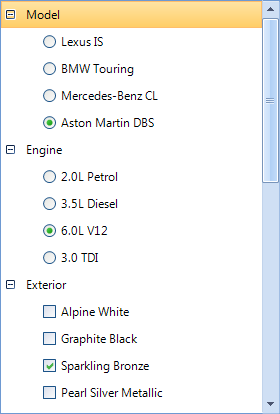 Model
Lexus IS
BMW Touring
Mercedes-Benz CL
Aston Martin DBS
Engine
2.0L Petrol
3.5L Diesel
6.0L V12
3.0 TDI
Exterior
Alpine White
Graphite Black
Sparkling Bronze
Pearl Silver Metallic